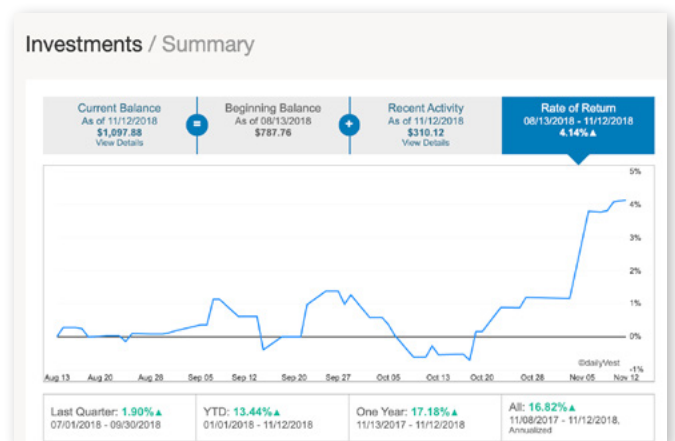 Investments / Summary
Current Balance
As of 11/12/2018
$1,097.88
View Details
=
Beginning Balance
As of 08/13/2018
$787.76
+
Recent Activity
As of 11/12/2018
$310.12
View Details
Rate of Return
08/13/2018 - 11/12/2018
4.14%▲
5%
4%
3%
2%
1%
0%
-1%
©dailyVest
Aug 13 Aug 20 Aug 28 Sep 05 Sep 12 Sep 20 Sep 27 Oct 05 Oct 13 Oct 20 Oct 28 Nov 05 Nov 12
Last Quarter: 1.90%▲
07/01/2018 - 09/30/2018
YTD: 13.44%▲
01/01/2018 - 11/12/2018
One Year: 17.18%▲
11/13/2017 - 11/12/2018
All: 16.82%▲
11/08/2017 - 11/12/2018,
Annualized